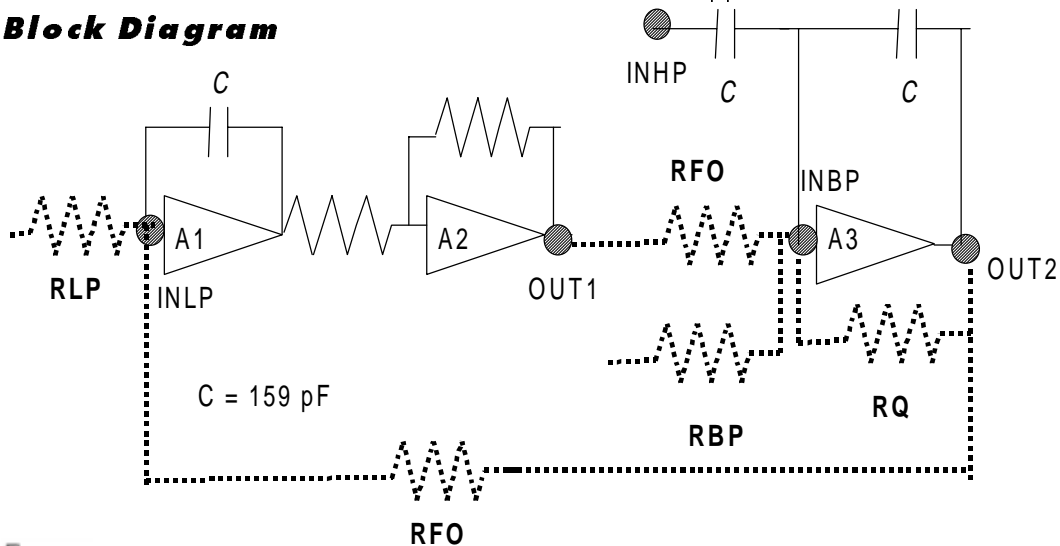 Block Diagram
INHP
C
C
C
RFO
INBP
A1
A2
A3
RLP
INLP
OUT1
OUT2
C = 159 pF
RBP
RQ
RFO